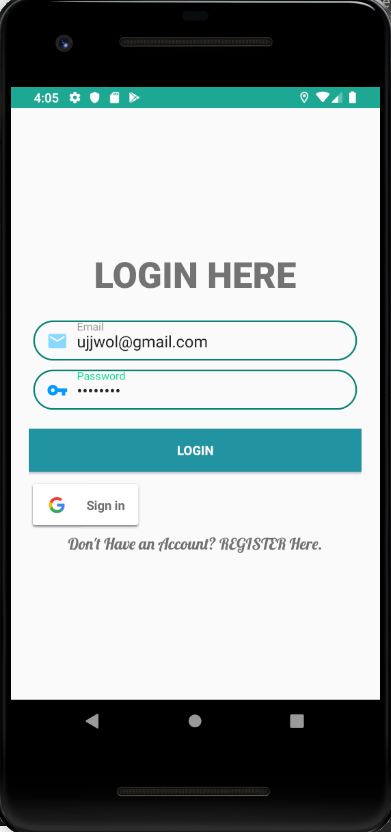 4:05
LOGIN HERE
Email
ujjwol@gmail.com
Password
••••••••
LOGIN
G Sign in
Don't Have an Account? REGISTER Here.